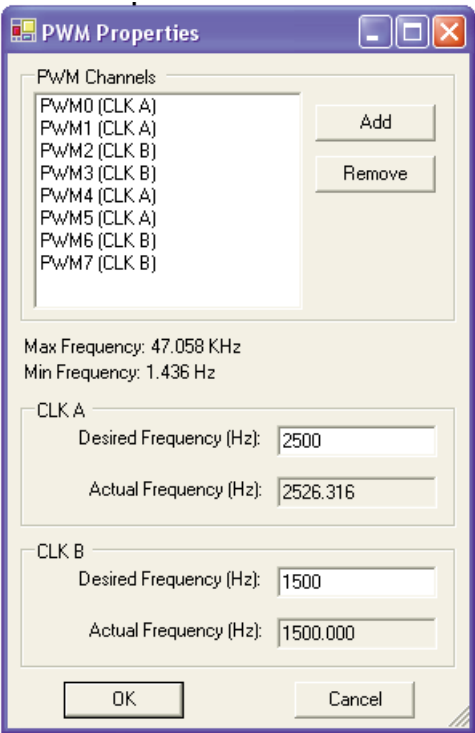 PWM Properties
PWM Channels
PWM0 (CLK A)
PWM1 (CLK A)
PWM2 (CLK B)
PWM3 (CLK B)
PWM4 (CLK A)
PWM5 (CLK A)
PWM6 (CLK B)
PWM7 (CLK B)
Add
Remove
Max Frequency: 47.058 KHz
Min Frequency: 1.436 Hz
CLK A
Desired Frequency (Hz): 2500
Actual Frequency (Hz): 2526.316
CLK B
Desired Frequency (Hz): 1500
Actual Frequency (Hz): 1500.000
OK Cancel